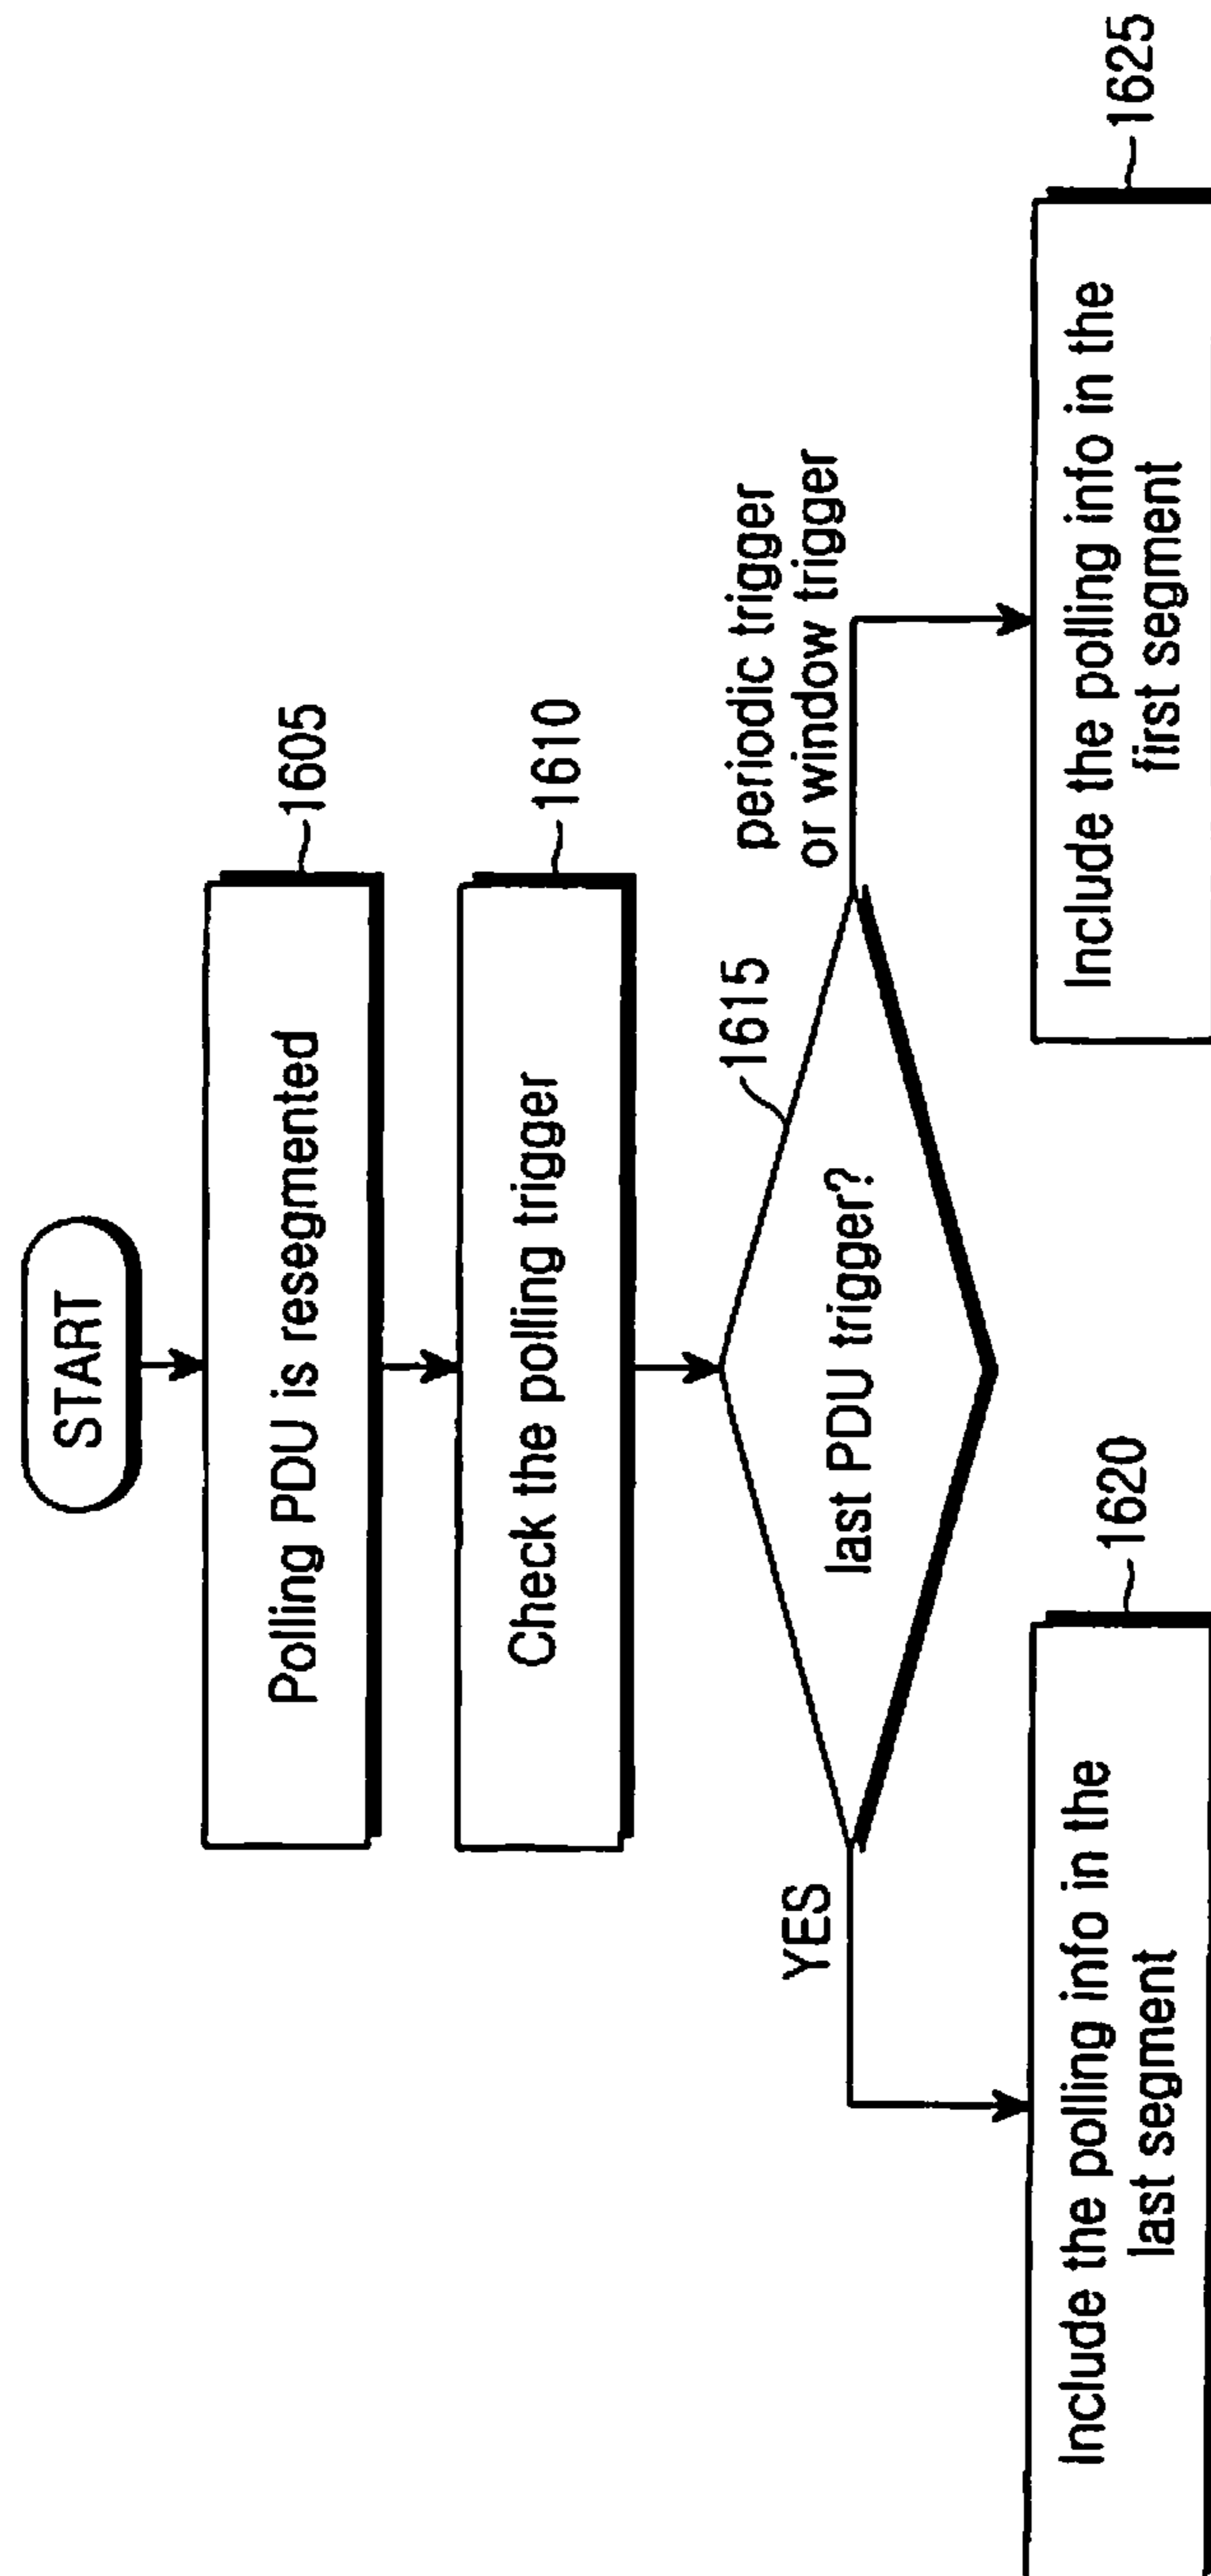 START
Polling PDU is resegmented
1605
Check the polling trigger
1610
last PDU trigger?
1615
YES
periodic trigger
or window trigger
Include the polling info in the
last segment
1620
Include the polling info in the
first segment
1625